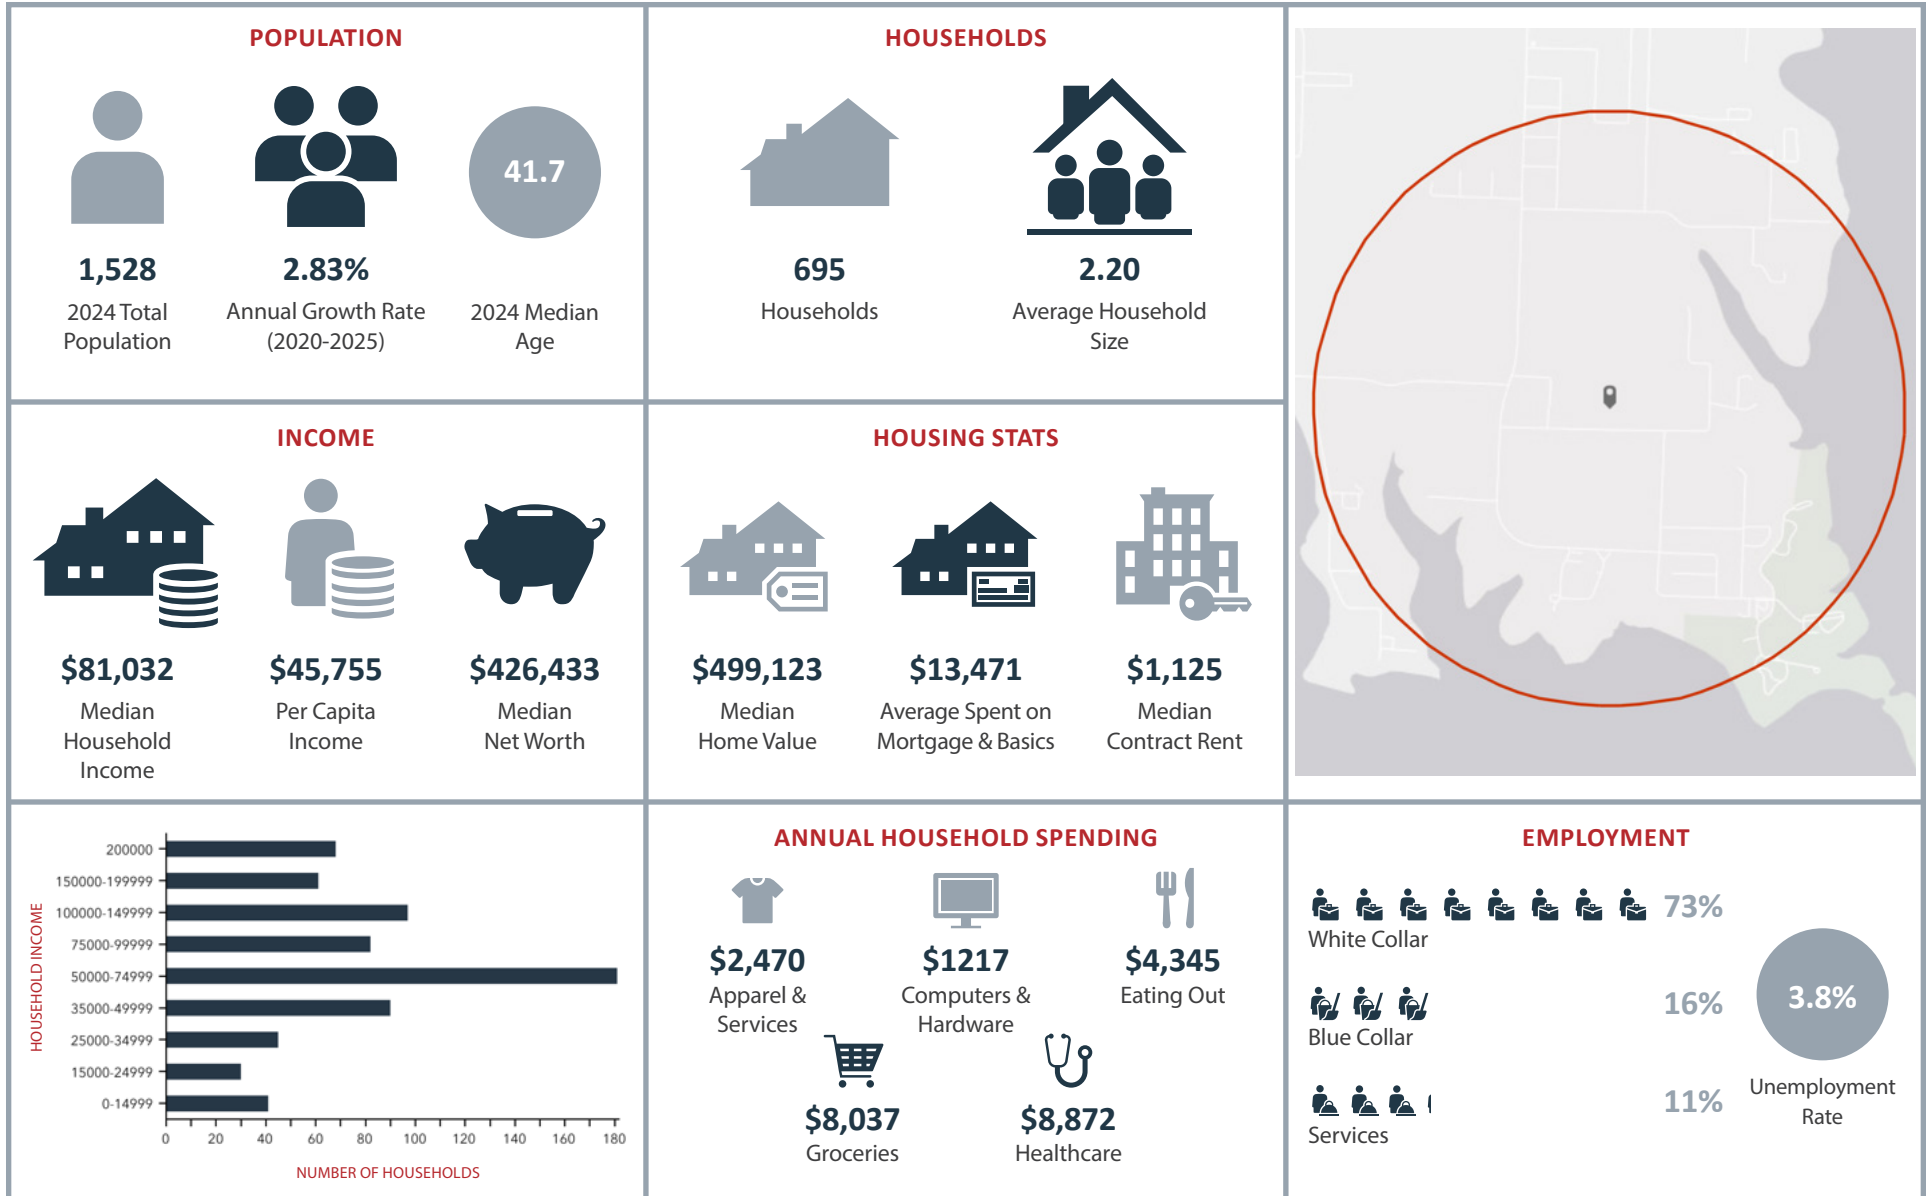 POPULATION
41.7
1,528
2024 Total
Population
2.83%
Annual Growth Rate
(2020-2025)
2024 Median
Age
HOUSEHOLDS
695
Households
2.20
Average Household
Size
INCOME
$81,032
Median
Household
Income
$45,755
Per Capita
Income
$426,433
Median
Net Worth
HOUSING STATS
$499,123
Median
Home Value
$13,471
Average Spent on
Mortgage & Basics
$1,125
Median
Contract Rent
HOUSEHOLD INCOME
200000
150000-199999
100000-149999
75000-99999
50000-74999
35000-49999
25000-34999
15000-24999
0-14999
0 20 40 60 80 100 120 140 160 180
NUMBER OF HOUSEHOLDS
ANNUAL HOUSEHOLD SPENDING
$2,470
Apparel &
Services
$1217
Computers &
Hardware
$4,345
Eating Out
$8,037
Groceries
$8,872
Healthcare
EMPLOYMENT
73%
White Collar
16%
Blue Collar
11%
Services
3.8%
Unemployment
Rate